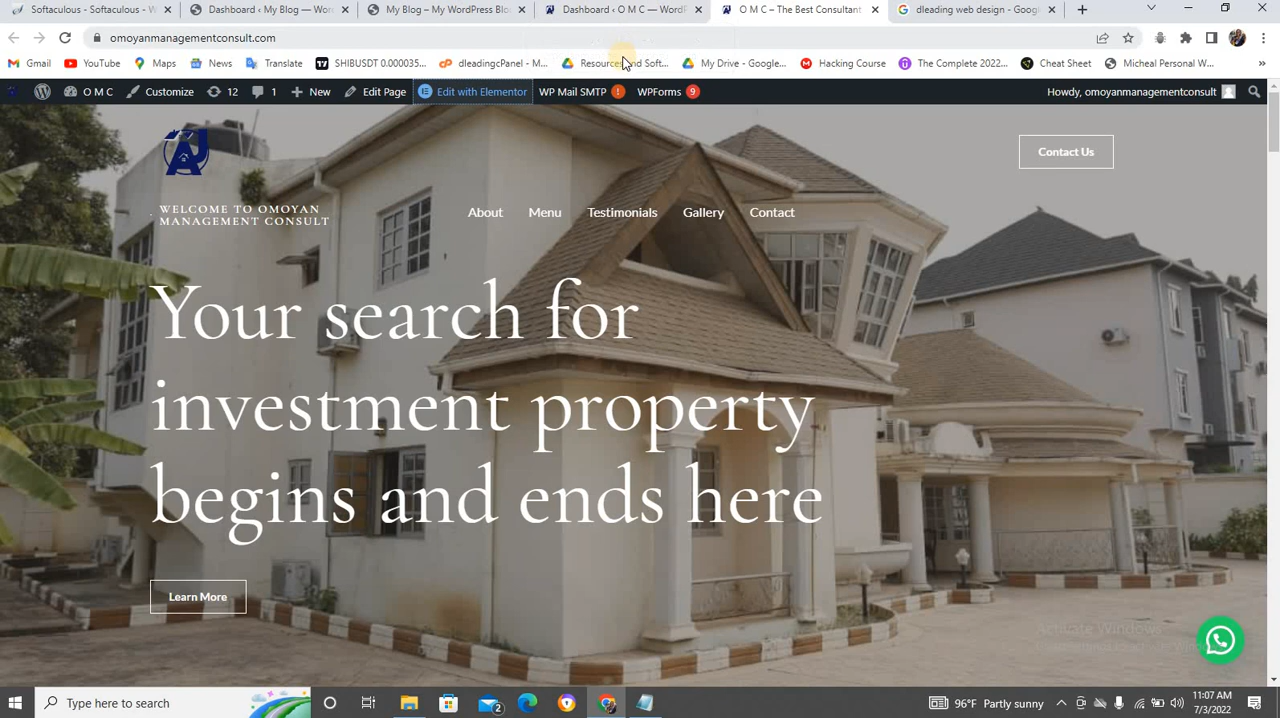 Softaculous - Softaculous - W
Dashboard ‹ My Blog — Word
My Blog – My WordPress Blog
Dashboard ‹ O M C — WordP
O M C – The Best Consultant
dleading web design - Google
omoyanmanagementconsult.com
Gmail
YouTube
Maps
News
Translate
SHIBUSDT 0.000035...
dleadingcPanel - M...
Resources and Soft...
My Drive - Google...
Hacking Course
The Complete 2022...
Cheat Sheet
Micheal Personal W...
O M C
Customize
12
1
New
Edit Page
Edit with Elementor
WP Mail SMTP !
WPForms 9
Howdy, omoyanmanagementconsult
Contact Us
. WELCOME TO OMOYAN
MANAGEMENT CONSULT
About
Menu
Testimonials
Gallery
Contact
Your search for
investment property
begins and ends here
Learn More
Activate Windows
Type here to search
2
96°F Partly sunny
11:07 AM
7/3/2022